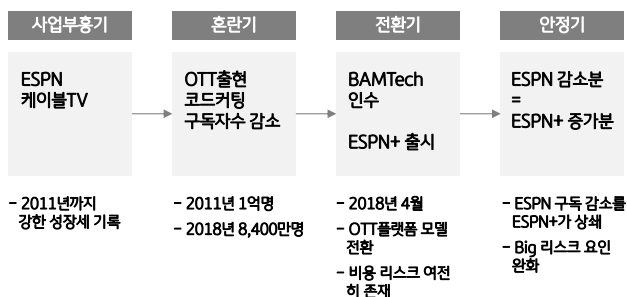 사업부흥기
ESPN
케이블TV
- 2011년까지
강한 성장세 기록
혼란기
OTT출현
코드커팅
구독자수 감소
- 2011년 1억명
- 2018년 8,400만명
전환기
BAMTech
인수
ESPN+ 출시
- 2018년 4월
- OTT플랫폼 모델
전환
- 비용 리스크 여전
히 존재
안정기
ESPN 감소분
=
ESPN+ 증가분
- ESPN 구독 감소를
ESPN+가 상쇄
- Big 리스크 요인
완화